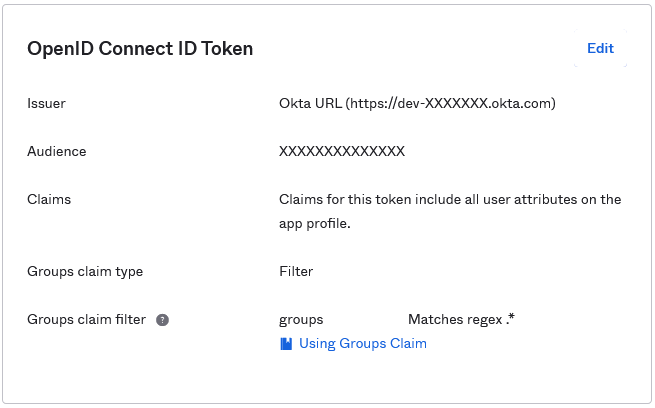 OpenID Connect ID Token
Edit
Issuer
Okta URL (https://dev-XXXXXXX.okta.com)
Audience
XXXXXXXXXXXXXX
Claims
Claims for this token include all user attributes on the
app profile.
Groups claim type
Filter
Groups claim filter ?
groups
Matches regex .*
Using Groups Claim